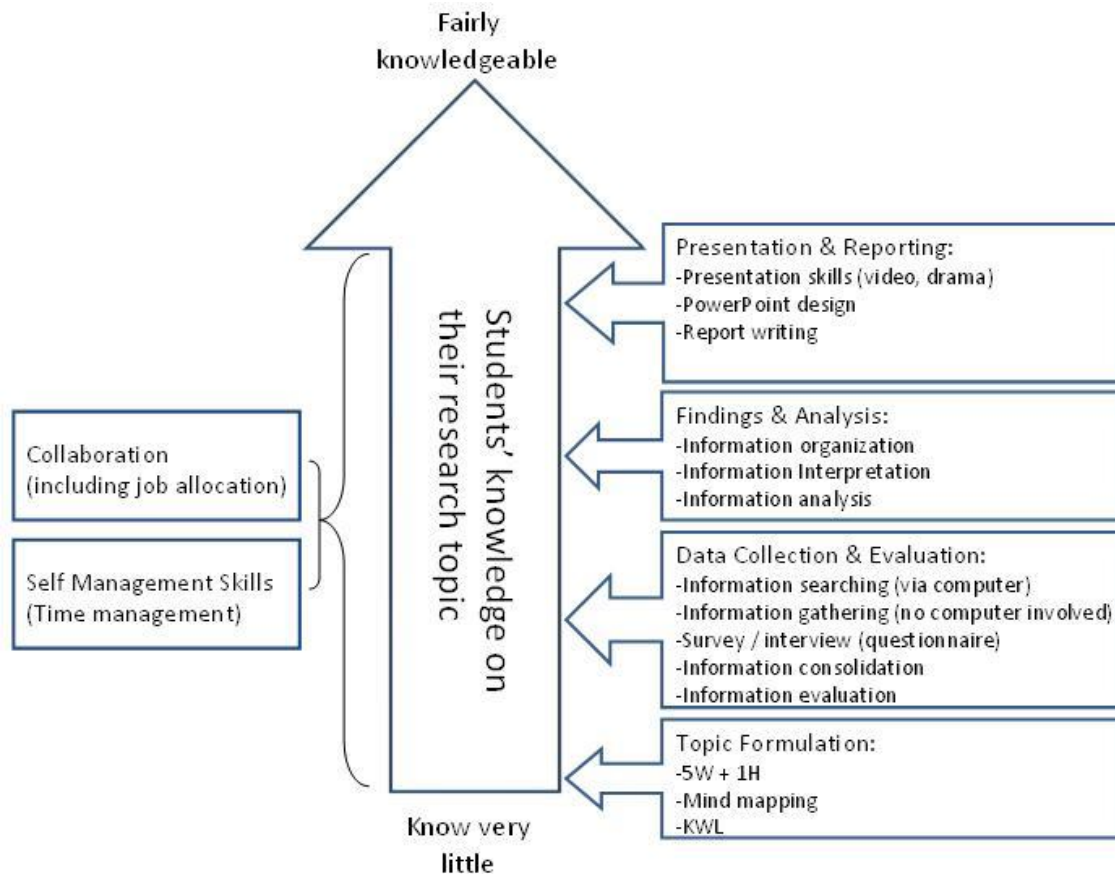 Fairly
knowledgeable
Presentation & Reporting:
-Presentation skills (video, drama)
-PowerPoint design
-Report writing
Students' knowledge on
their research topic
Collaboration
(including job allocation)
Self Management Skills
(Time management)
Findings & Analysis:
-Information organization
-Information Interpretation
-Information analysis
Data Collection & Evaluation:
-Information searching (via computer)
-Information gathering (no computer involved)
-Survey / interview (questionnaire)
-Information consolidation
-Information evaluation
Topic Formulation:
-5W + 1H
-Mind mapping
-KWL
Know very
little